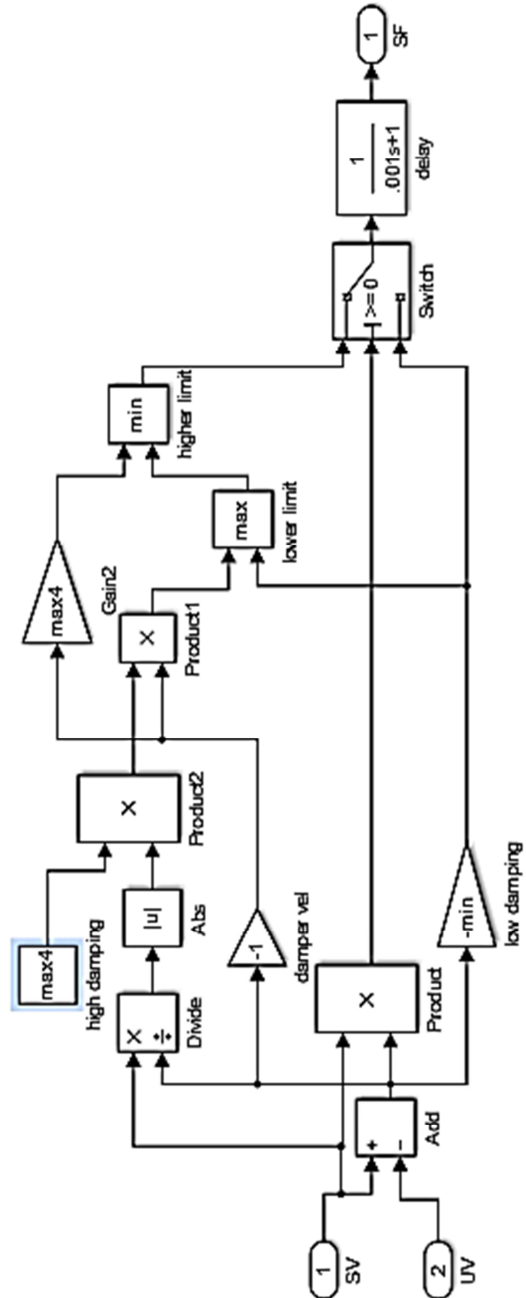 1
SV
2
UV
+
−
Add
max4
high damping
×
÷
Divide
|u|
Abs
-1
damper vel
×
Product
-min
low damping
×
Product2
max4
Gain2
×
Product1
max
lower limit
min
higher limit
>= 0
Switch
1
.001s+1
delay
1
SF